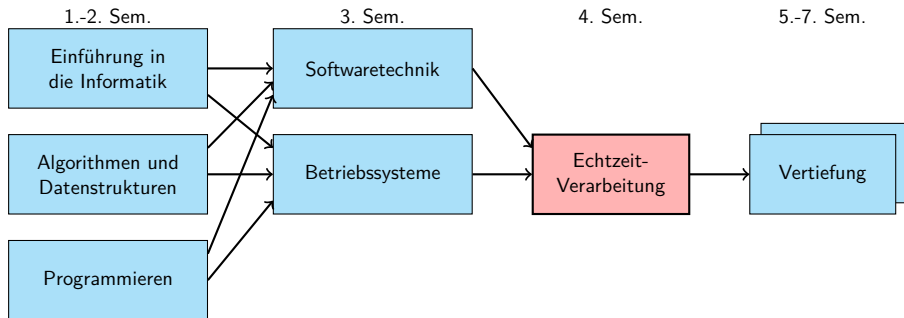 1.-2. Sem.
3. Sem.
4. Sem.
5.-7. Sem.
Einführung in
die Informatik
Softwaretechnik
Algorithmen und
Datenstrukturen
Betriebssysteme
Echtzeit-
Verarbeitung
Vertiefung
Programmieren